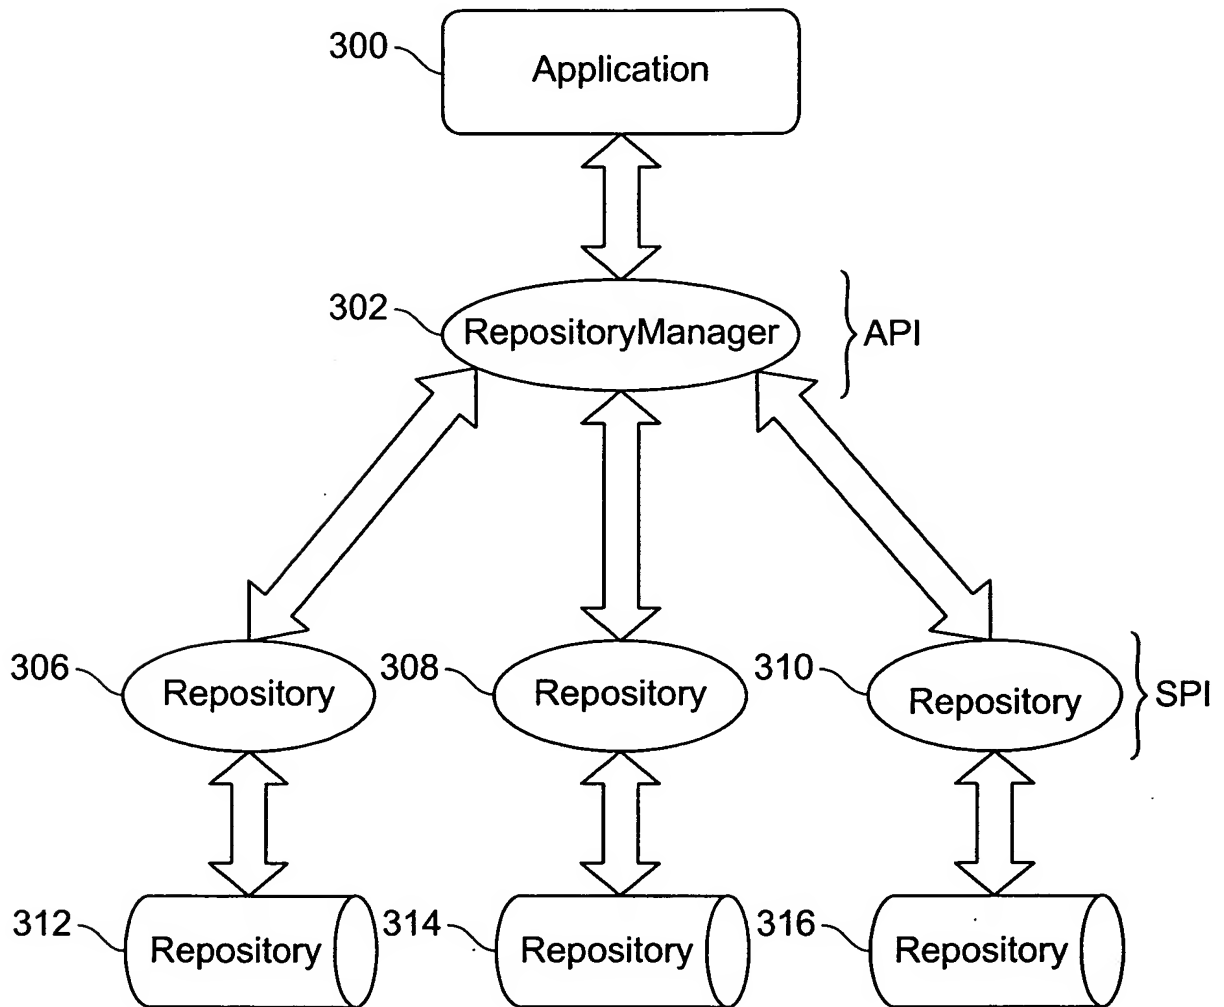 300
Application
302
RepositoryManager
API
306
Repository
308
Repository
310
Repository
SPI
312
Repository
314
Repository
316
Repository